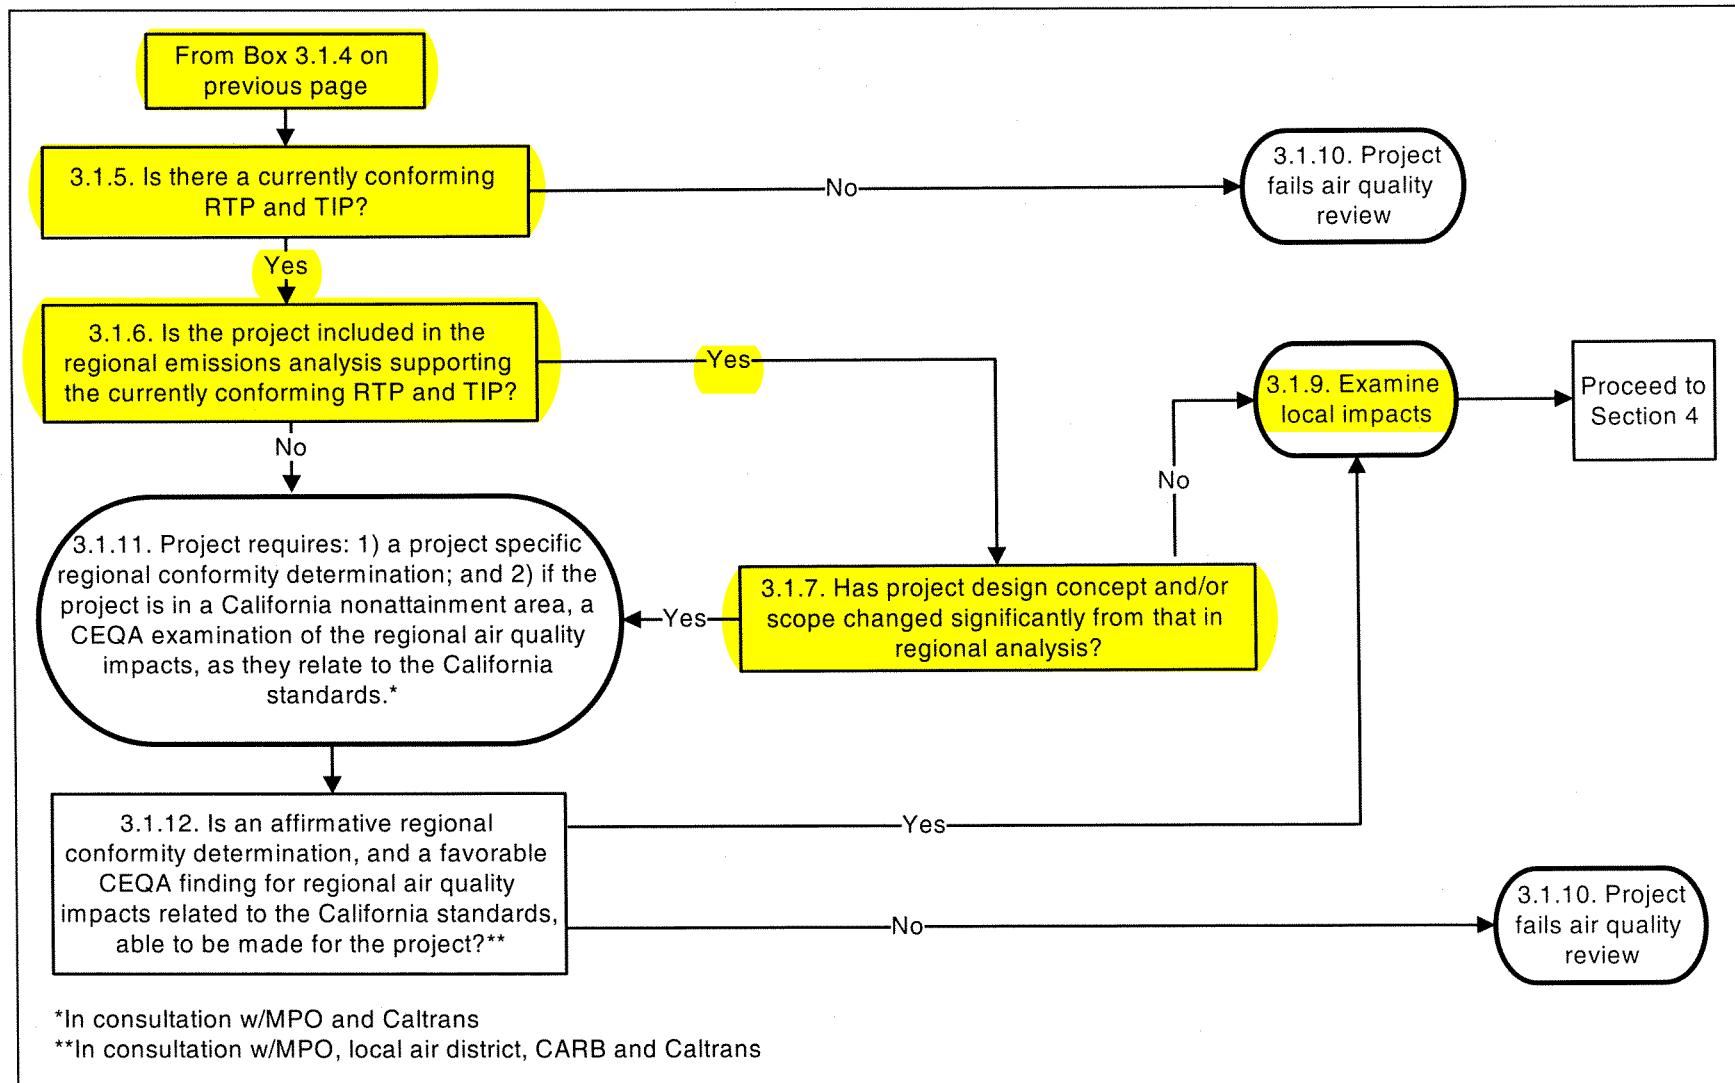 From Box 3.1.4 on
previous page
3.1.5. Is there a currently conforming
RTP and TIP?
No
3.1.10. Project
fails air quality
review
Yes
3.1.6. Is the project included in the
regional emissions analysis supporting
the currently conforming RTP and TIP?
Yes
3.1.9. Examine
local impacts
Proceed to
Section 4
No
No
3.1.11. Project requires: 1) a project specific
regional conformity determination; and 2) if the
project is in a California nonattainment area, a
CEQA examination of the regional air quality
impacts, as they relate to the California
standards.*
Yes
3.1.7. Has project design concept and/or
scope changed significantly from that in
regional analysis?
3.1.12. Is an affirmative regional
conformity determination, and a favorable
CEQA finding for regional air quality
impacts related to the California standards,
able to be made for the project?**
Yes
No
3.1.10. Project
fails air quality
review
*In consultation w/MPO and Caltrans
**In consultation w/MPO, local air district, CARB and Caltrans